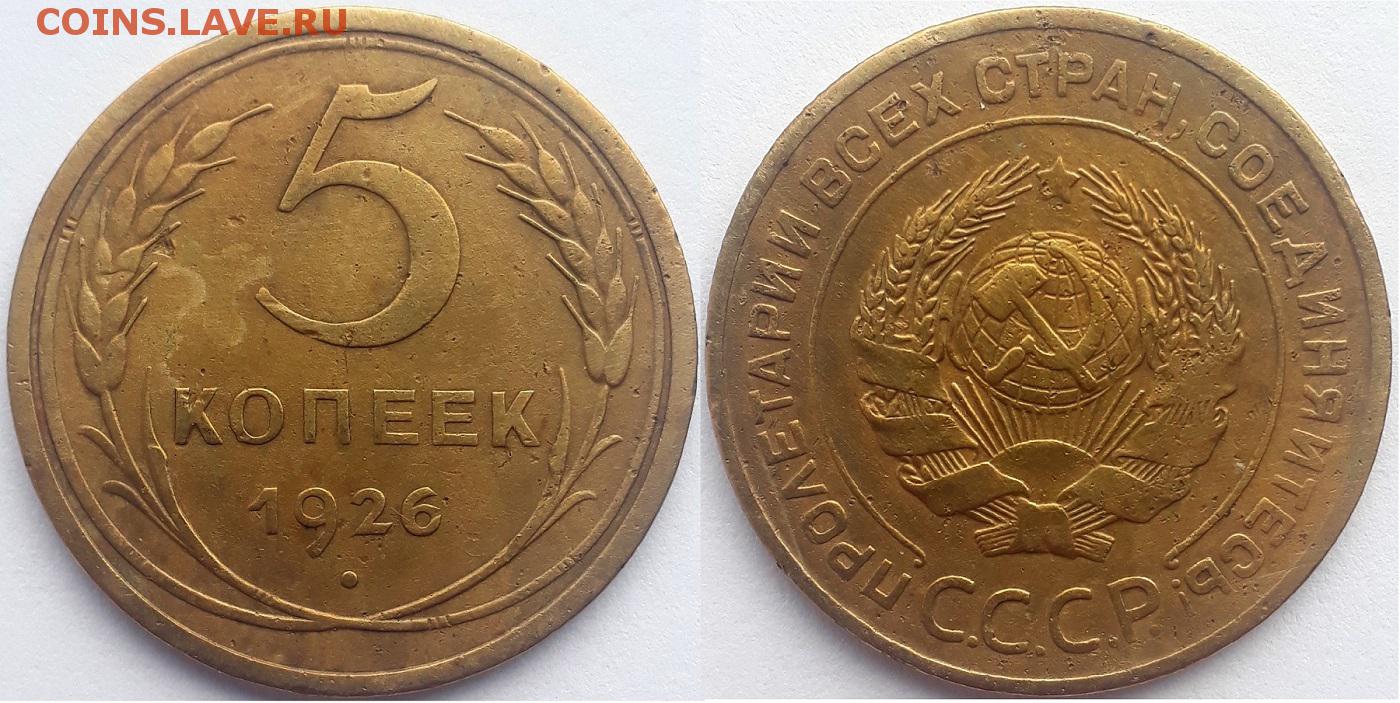 COINS.LAVE.RU
5
КОПЕЕК
1926
ПРОЛЕТАРИИ ВСЕХ СТРАН, СОЕДИНЯЙТЕСЬ!
С.С.С.Р.